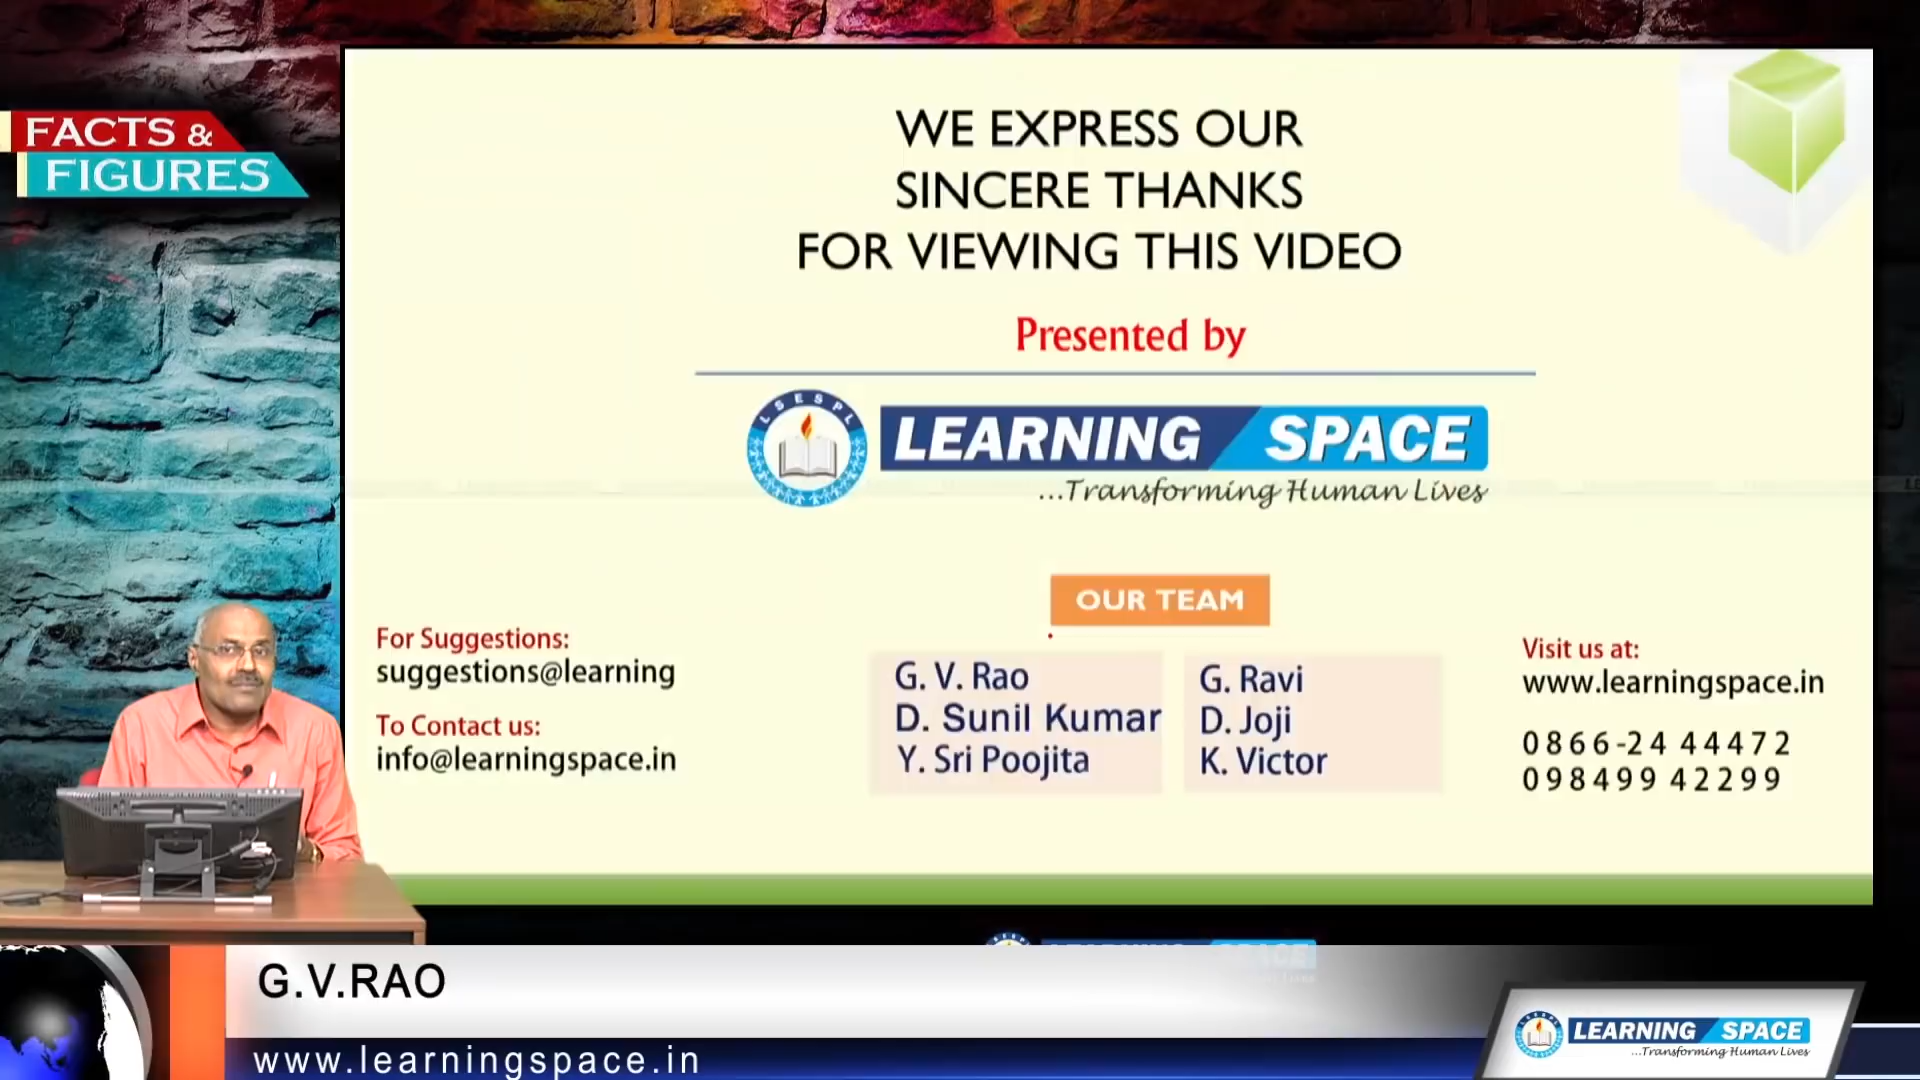 FACTS &
FIGURES
WE EXPRESS OUR
SINCERE THANKS
FOR VIEWING THIS VIDEO
Presented by
LSESPL
LEARNING SPACE
...Transforming Human Lives
OUR TEAM
For Suggestions:
suggestions@learning
To Contact us:
info@learningspace.in
G. V. Rao
D. Sunil Kumar
Y. Sri Poojita
G. Ravi
D. Joji
K. Victor
Visit us at:
www.learningspace.in
0866-24 44472
098499 42299
G.V.RAO
www.learningspace.in
LSESPL
LEARNING SPACE
...Transforming Human Lives